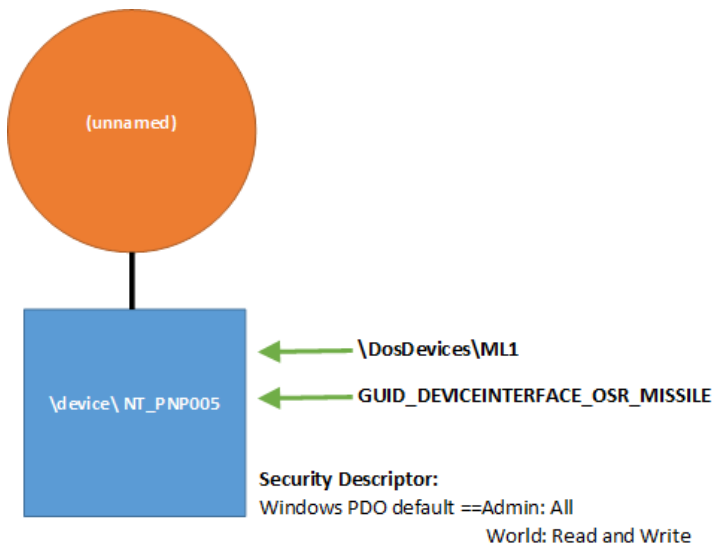 (unnamed)
\DosDevices\ML1
\device\ NT_PNP005
GUID_DEVICEINTERFACE_OSR_MISSILE
Security Descriptor:
Windows PDO default ==Admin: All
World: Read and Write